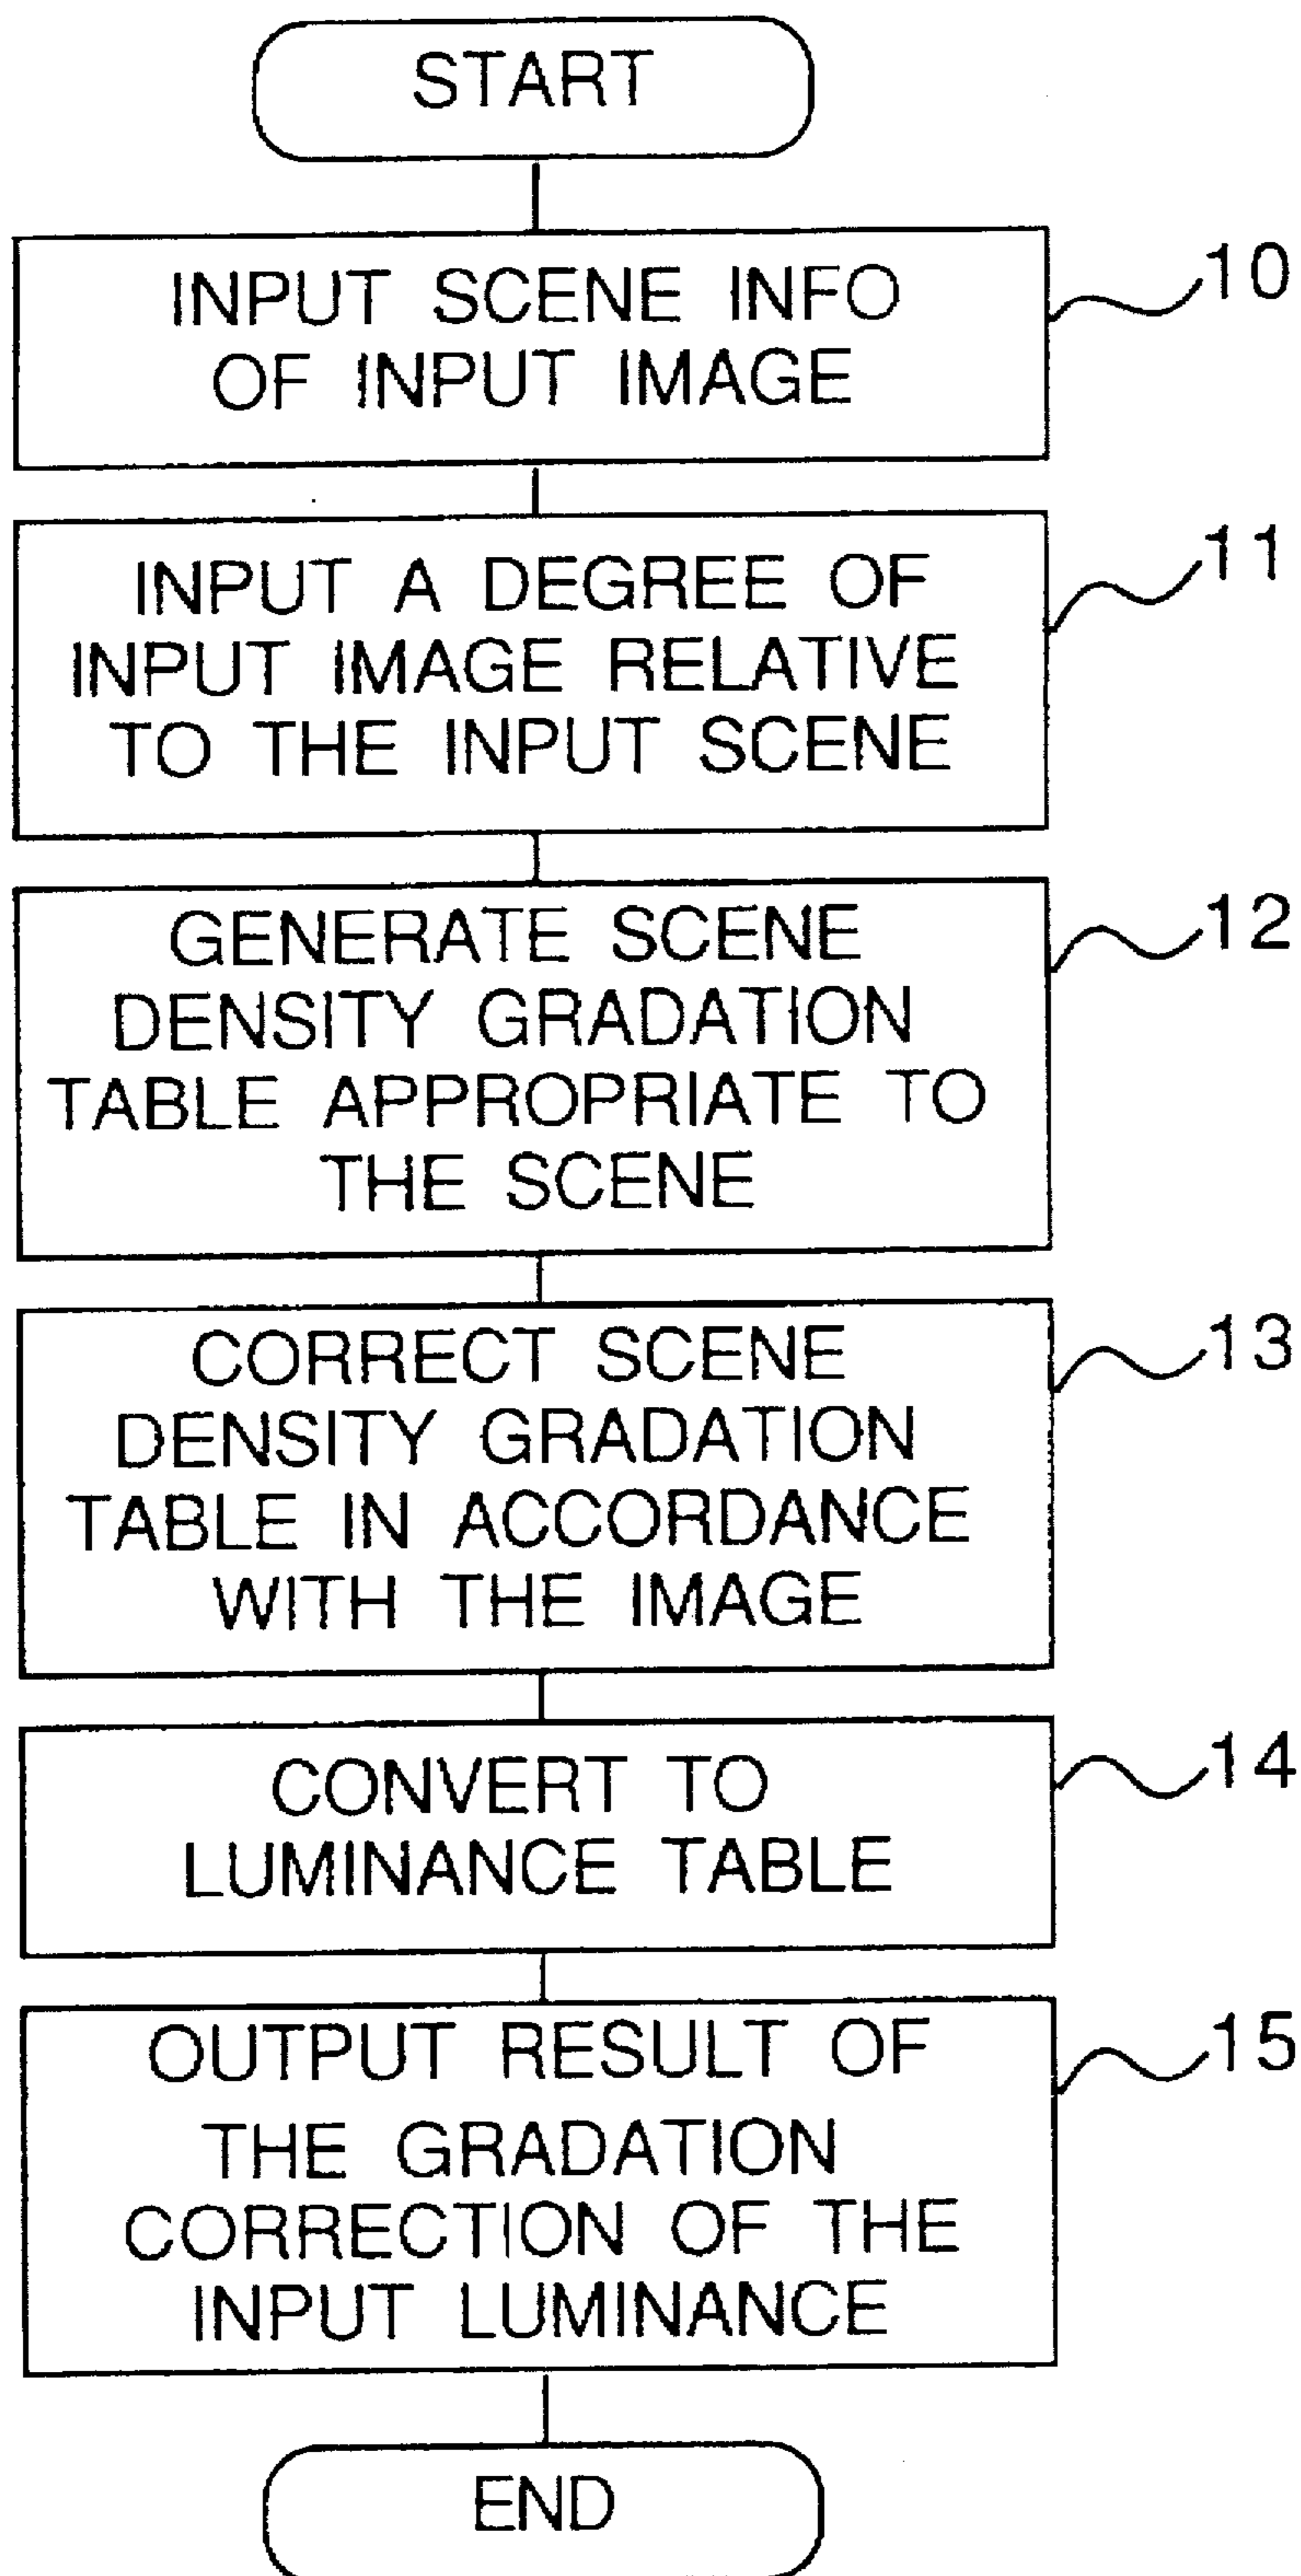 START
INPUT SCENE INFO
OF INPUT IMAGE
10
INPUT A DEGREE OF
INPUT IMAGE RELATIVE
TO THE INPUT SCENE
11
GENERATE SCENE
DENSITY GRADATION
TABLE APPROPRIATE TO
THE SCENE
12
CORRECT SCENE
DENSITY GRADATION
TABLE IN ACCORDANCE
WITH THE IMAGE
13
CONVERT TO
LUMINANCE TABLE
14
OUTPUT RESULT OF
THE GRADATION
CORRECTION OF THE
INPUT LUMINANCE
15
END